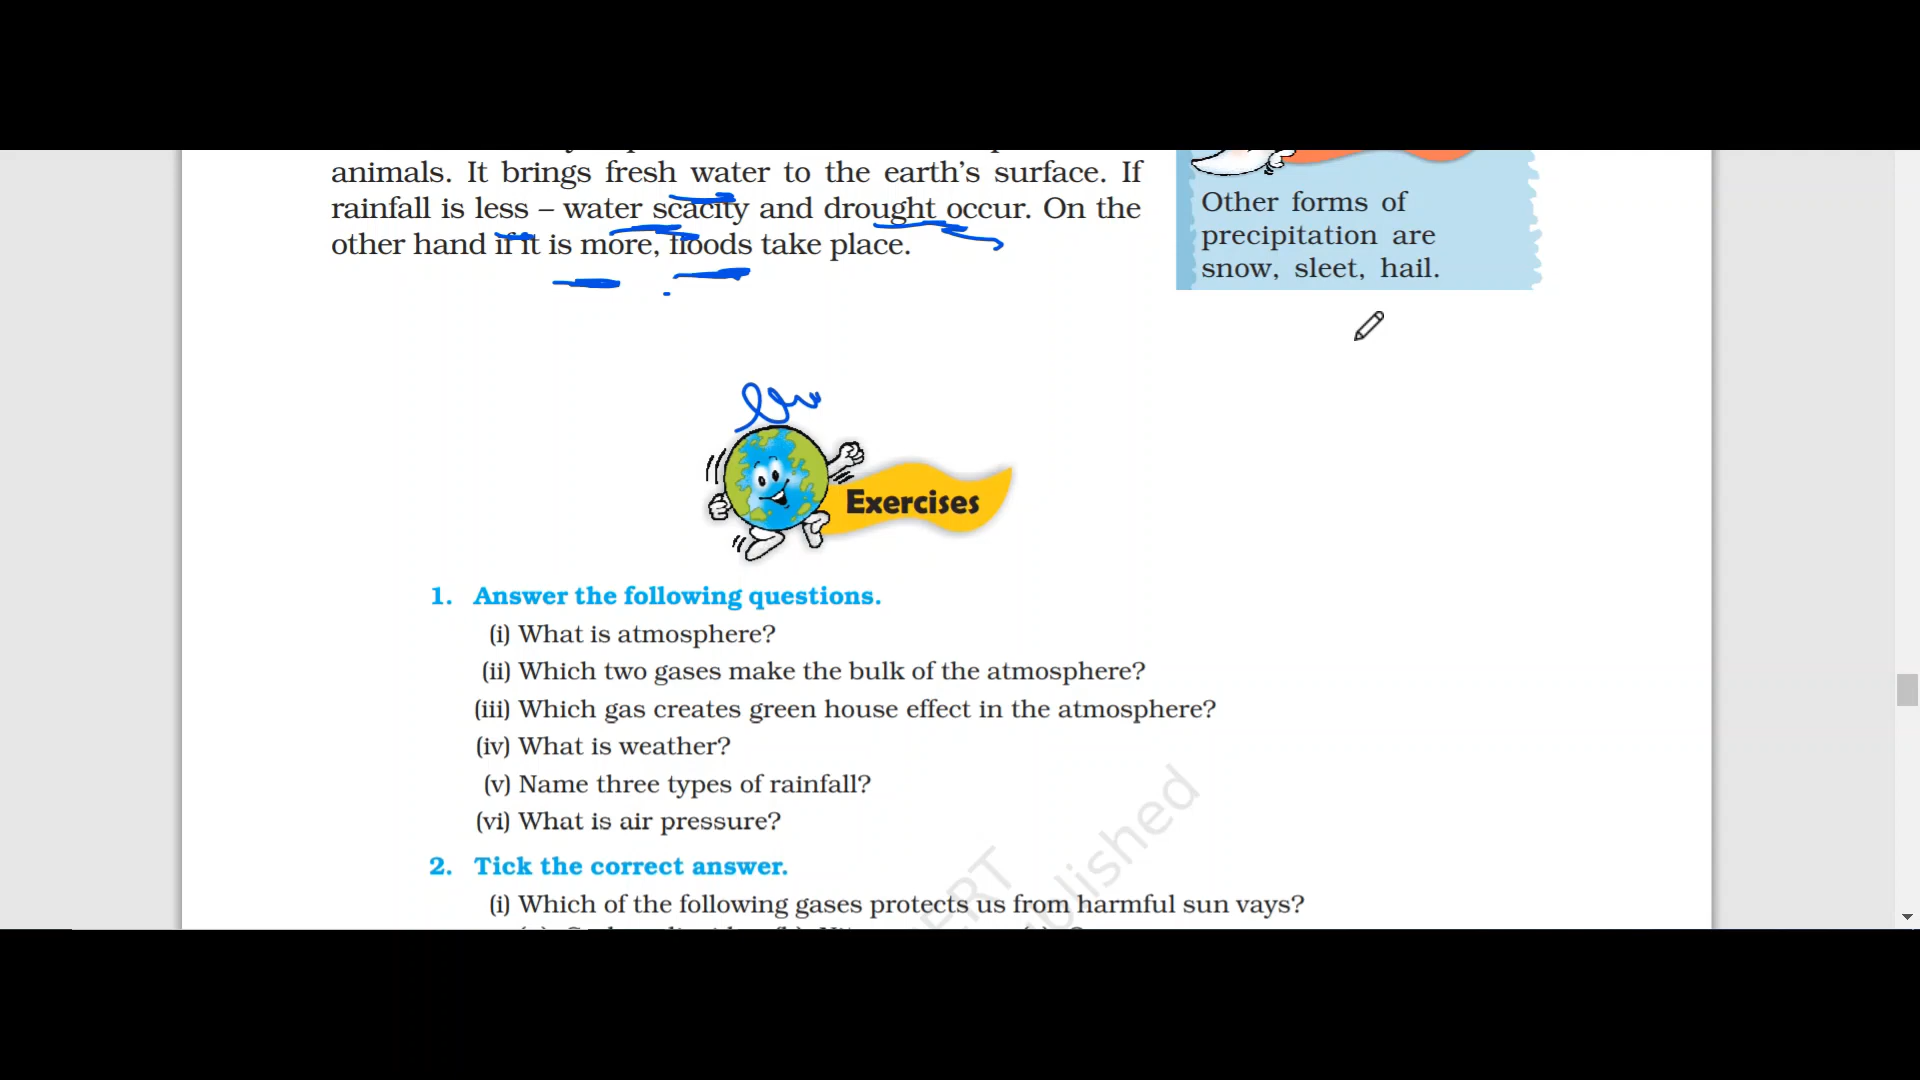 animals. It brings fresh water to the earth's surface. If
rainfall is less – water scacity and drought occur. On the
other hand if it is more, floods take place.
Other forms of
precipitation are
snow, sleet, hail.
Exercises
1. Answer the following questions.
(i) What is atmosphere?
(ii) Which two gases make the bulk of the atmosphere?
(iii) Which gas creates green house effect in the atmosphere?
(iv) What is weather?
(v) Name three types of rainfall?
(vi) What is air pressure?
2. Tick the correct answer.
(i) Which of the following gases protects us from harmful sun vays?